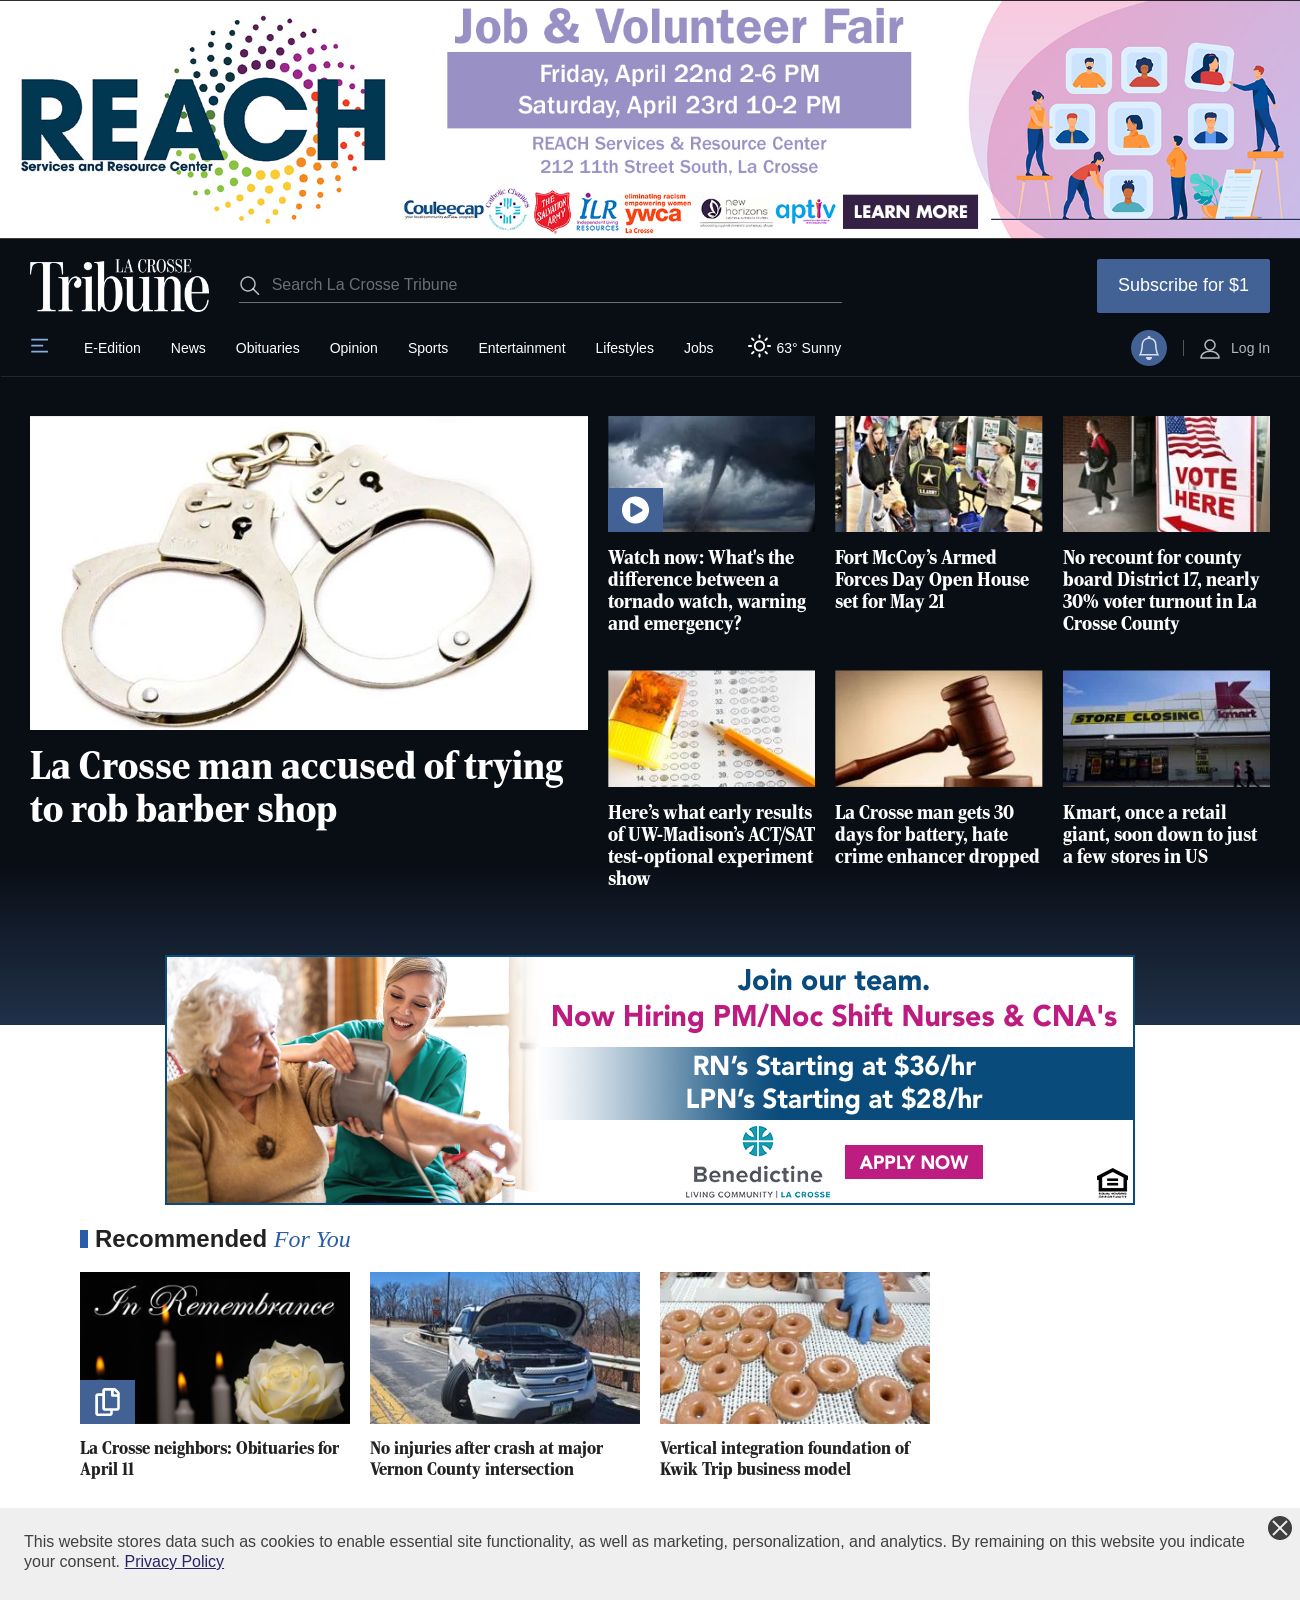 Job & Volunteer Fair
Friday, April 22nd 2-6 PM
Saturday, April 23rd 10-2 PM
REACH Services & Resource Center
212 11th Street South, La Crosse
REACH
Services and Resource Center
Couleecap
Catholic Charities
THE SALVATION ARMY
ILR
RESOURCES
eliminating racism
empowering women
ywca
La Crosse
new
horizons
aptiv
LEARN MORE
LA CROSSE
Tribune
Search La Crosse Tribune
Subscribe for $1
E-Edition News Obituaries Opinion Sports Entertainment Lifestyles Jobs 63° Sunny Log In
U.S. ARMY
VOTE
HERE
Watch now: What's the
difference between a
tornado watch, warning
and emergency?
Fort McCoy’s Armed
Forces Day Open House
set for May 21
No recount for county
board District 17, nearly
30% voter turnout in La
Crosse County
La Crosse man accused of trying
to rob barber shop
STORE CLOSING
K
kmart
Here’s what early results
of UW-Madison’s ACT/SAT
test-optional experiment
show
La Crosse man gets 30
days for battery, hate
crime enhancer dropped
Kmart, once a retail
giant, soon down to just
a few stores in US
Join our team.
Now Hiring PM/Noc Shift Nurses & CNA's
RN’s Starting at $36/hr
LPN’s Starting at $28/hr
Benedictine
LIVING COMMUNITY | LA CROSSE
APPLY NOW
EQUAL HOUSING
OPPORTUNITY
Recommended For You
In Remembrance
La Crosse neighbors: Obituaries for
April 11
No injuries after crash at major
Vernon County intersection
Vertical integration foundation of
Kwik Trip business model
This website stores data such as cookies to enable essential site functionality, as well as marketing, personalization, and analytics. By remaining on this website you indicate
your consent. Privacy Policy